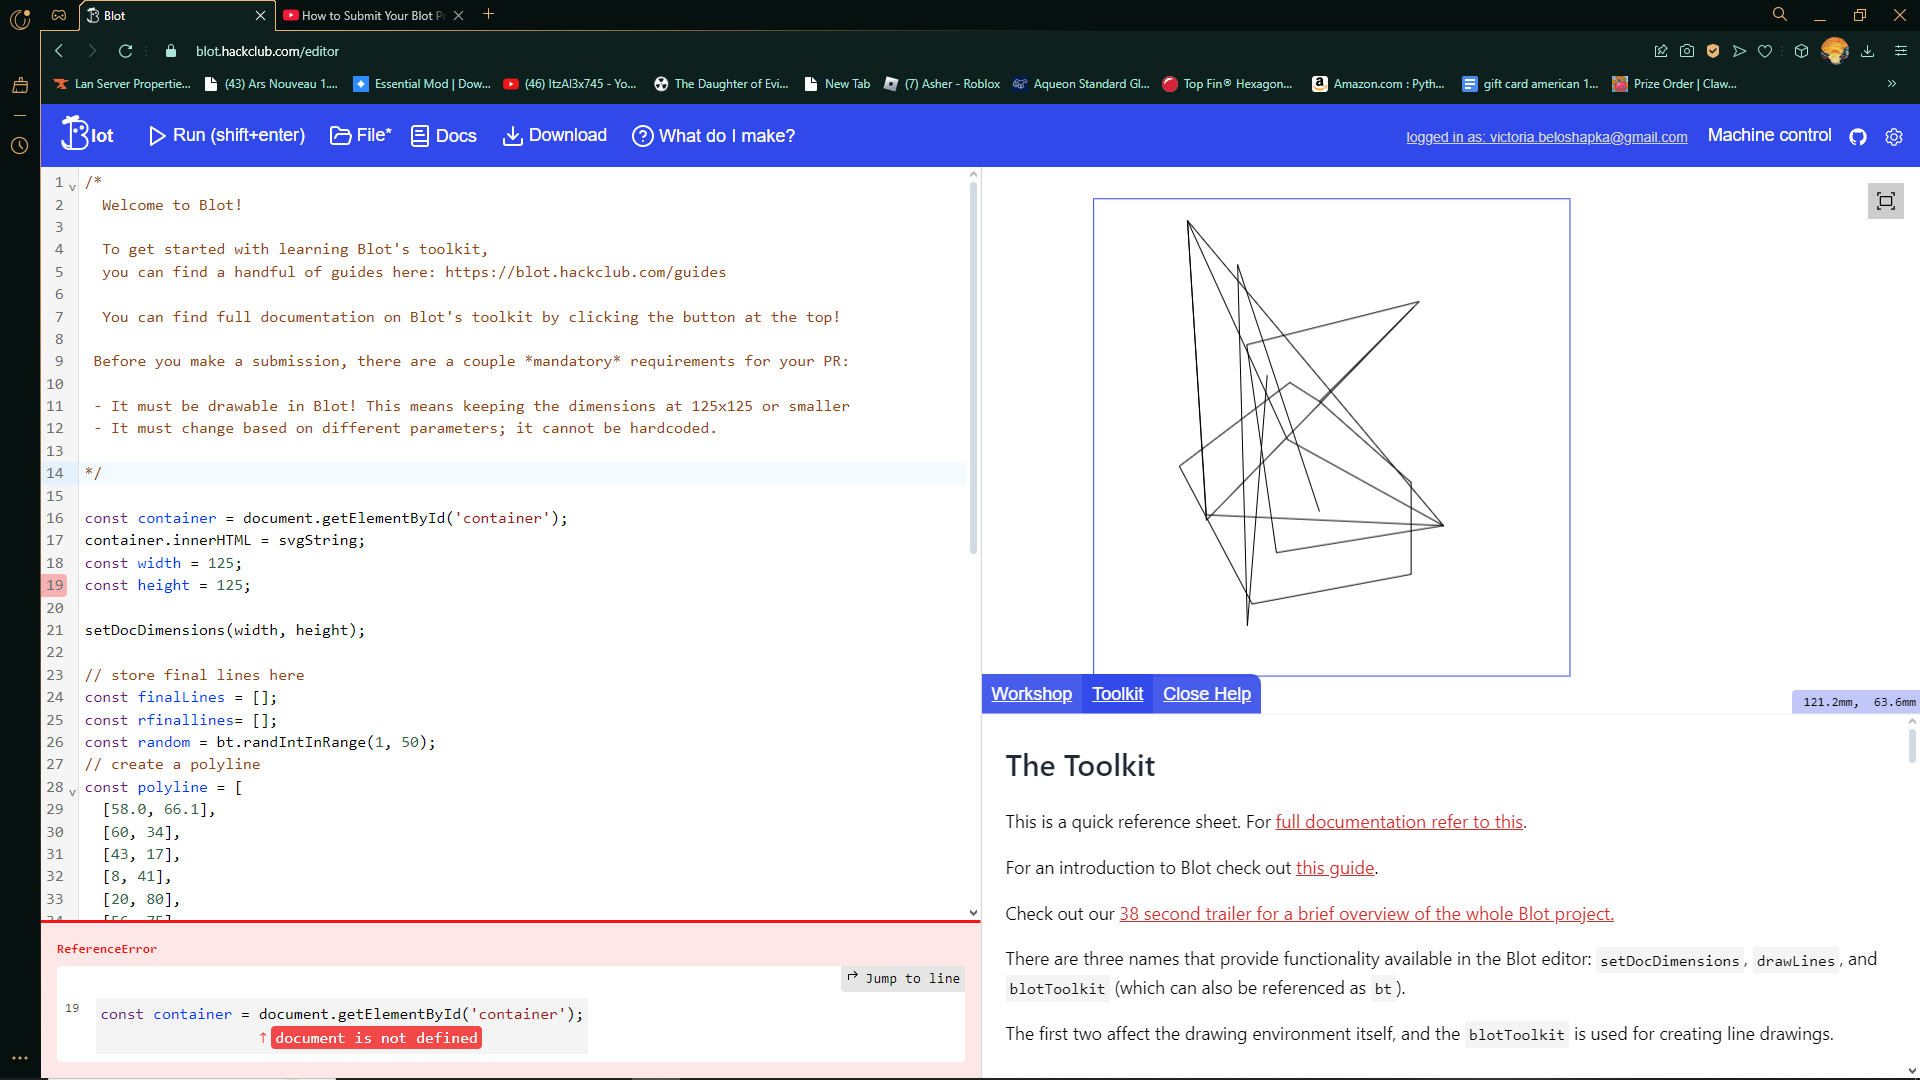 Blot
How to Submit Your Blot P
blot.hackclub.com/editor
Lan Server Propertie...
(43) Ars Nouveau 1....
Essential Mod | Dow...
(46) ItzAl3x745 - Yo...
The Daughter of Evi...
New Tab
(7) Asher - Roblox
Aqueon Standard Gl...
Top Fin® Hexagon...
Amazon.com : Pyth...
gift card american 1...
Prize Order | Claw...
Blot
Run (shift+enter)
File*
Docs
Download
What do I make?
logged in as: victoria.beloshapka@gmail.com
Machine control
1 /*
2 Welcome to Blot!
3
4 To get started with learning Blot's toolkit,
5 you can find a handful of guides here: https://blot.hackclub.com/guides
6
7 You can find full documentation on Blot's toolkit by clicking the button at the top!
8
9 Before you make a submission, there are a couple *mandatory* requirements for your PR:
10
11 - It must be drawable in Blot! This means keeping the dimensions at 125x125 or smaller
12 - It must change based on different parameters; it cannot be hardcoded.
13
14 */
15
16 const container = document.getElementById('container');
17 container.innerHTML = svgString;
18 const width = 125;
19 const height = 125;
20
21 setDocDimensions(width, height);
22
23 // store final lines here
24 const finalLines = [];
25 const rfinallines= [];
26 const random = bt.randIntInRange(1, 50);
27 // create a polyline
28 const polyline = [
29 [58.0, 66.1],
30 [60, 34],
31 [43, 17],
32 [8, 41],
33 [20, 80],
ReferenceError
Jump to line
19 const container = document.getElementById('container');
↑ document is not defined
Workshop
Toolkit
Close Help
121.2mm, 63.6mm
The Toolkit
This is a quick reference sheet. For full documentation refer to this.
For an introduction to Blot check out this guide.
Check out our 38 second trailer for a brief overview of the whole Blot project.
There are three names that provide functionality available in the Blot editor: setDocDimensions, drawLines, and
blotToolkit (which can also be referenced as bt).
The first two affect the drawing environment itself, and the blotToolkit is used for creating line drawings.